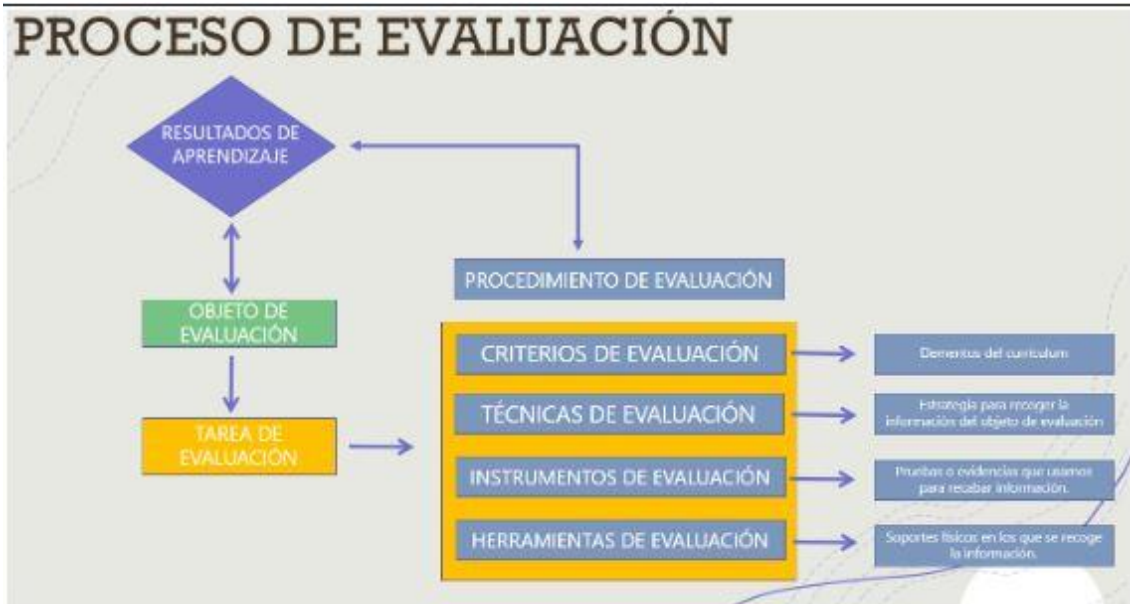 PROCESO DE EVALUACIÓN
RESULTADOS DE
APRENDIZAJE
PROCEDIMIENTO DE EVALUACIÓN
OBJETO DE
EVALUACIÓN
TAREA DE
EVALUACIÓN
CRITERIOS DE EVALUACIÓN
Elementos del curriculum
TÉCNICAS DE EVALUACIÓN
Estrategia para recoger la
información del objeto de evaluación
INSTRUMENTOS DE EVALUACIÓN
Pruebas o evidencias que usamos
para recabar información.
HERRAMIENTAS DE EVALUACIÓN
Soportes físicos en los que se recoge
la información.